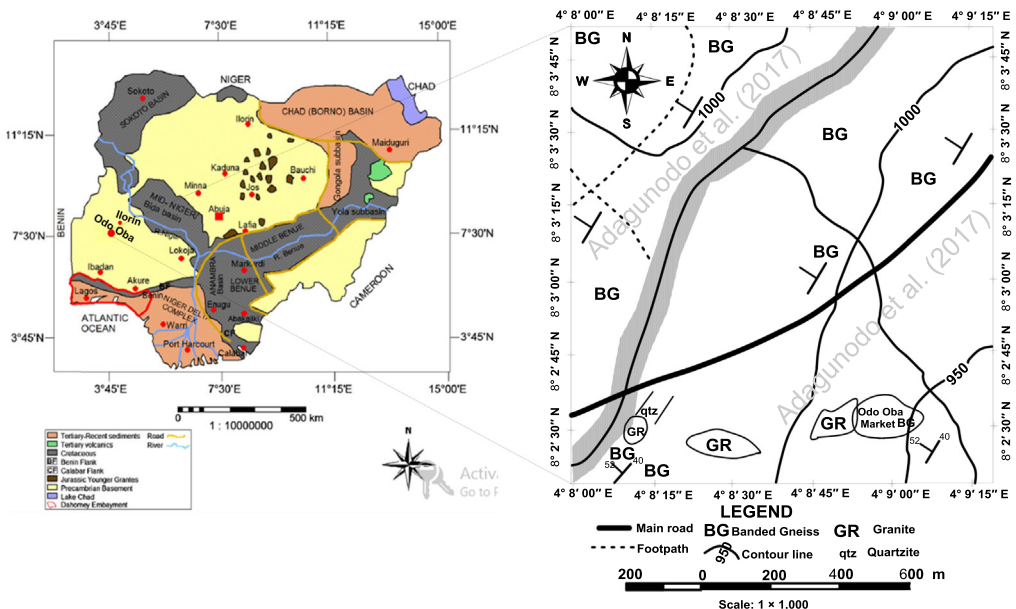 3°45'E
7°30'E
11°15'E
15°00'E
NIGER
CHAD
Sokoto
SOKOTO BASIN
CHAD (BORNO) BASIN
Ilorin
11°15'N
11°15'N
Maiduguri
Gongola subbasin
Kaduna
Bauchi
Minna
Jos
MID- NIGER/
Bida basin
Abuja
Yola subbasin
BENIN
Ilorin
Odo Oba
R.Niger
Lafia
MIDDLE BENUE
7°30'N
7°30'N
R. Benue
Lokoja
Ibadan
Markurdi
ANAMBRA
Basin
LOWER
BENUE
CAMEROON
Akure
BF
Lagos
Benin
NIGER DELTA
COMPLEX
Enugu
Abakaliki
ATLANTIC
OCEAN
Warri
CF
3°45'N
3°45'N
Port Harcourt
Calabar
3°45'E
7°30'E
11°15'E
15°00'E
0
500 km
1 : 10000000
Tertiary-Recent sediments
Tertiary volcanics
Cretaceous
BF Benin Flank
CF Calabar Flank
Jurassic Younger Granites
Precambrian Basement
Lake Chad
Dahomey Embayment
Road
River
N
Activa
Go to P
4° 8' 00'' E
4° 8' 15'' E
4° 8' 30'' E
4° 8' 45'' E
4° 9' 00'' E
4° 9' 15'' E
8° 3' 45'' N
8° 3' 30'' N
8° 3' 15'' N
8° 3' 00'' N
8° 2' 45'' N
8° 2' 30'' N
8° 3' 45'' N
8° 3' 30'' N
8° 3' 15'' N
8° 3' 00'' N
8° 2' 45'' N
8° 2' 30'' N
BG
N
W
E
S
BG
1000
1000
BG
BG
Adagunodo et al. (2017)
BG
BG
Adagunodo et al. (2017)
950
qtz
GR
GR
GR
Odo Oba
Market BG
52
40
BG
52
40
BG
4° 8' 00'' E
4° 8' 15'' E
4° 8' 30'' E
4° 8' 45'' E
4° 9' 00'' E
4° 9' 15'' E
LEGEND
Main road
BG Banded Gneiss
GR Granite
Footpath
950 Contour line
qtz Quartzite
200
0
200
400
600 m
Scale: 1 × 1.000